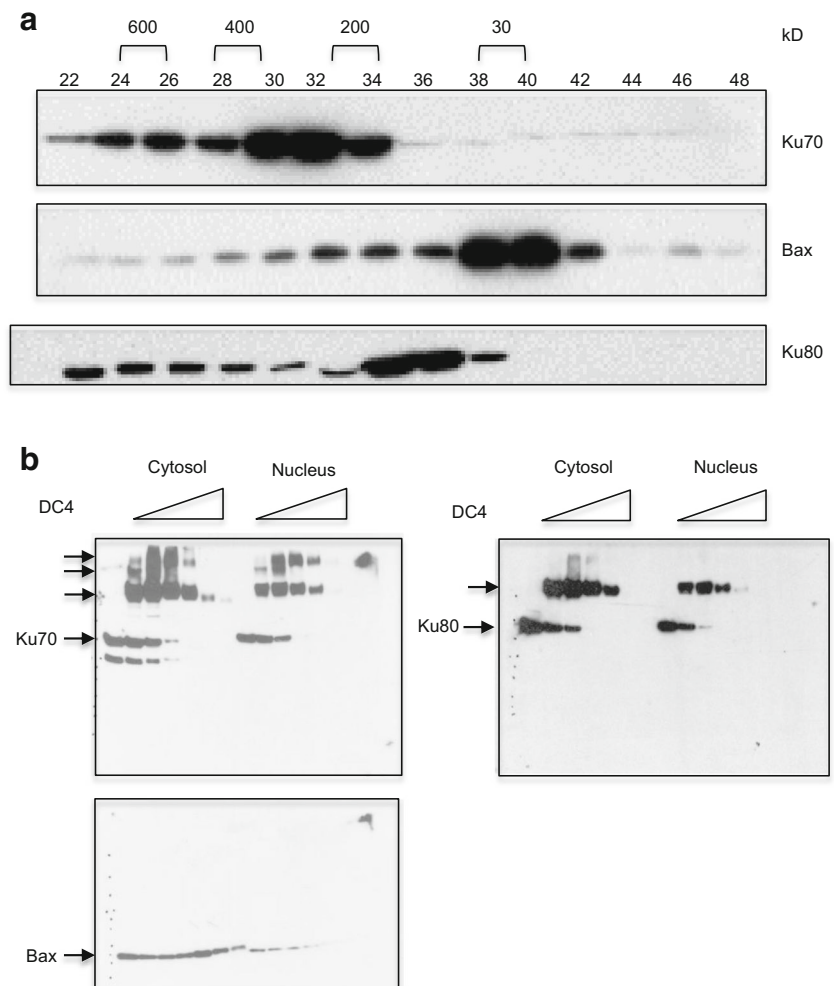 a
600 400 200 30 kD
22 24 26 28 30 32 34 36 38 40 42 44 46 48
Ku70
Bax
Ku80
b
Cytosol Nucleus
DC4
Ku70
Cytosol Nucleus
DC4
Ku80
Bax